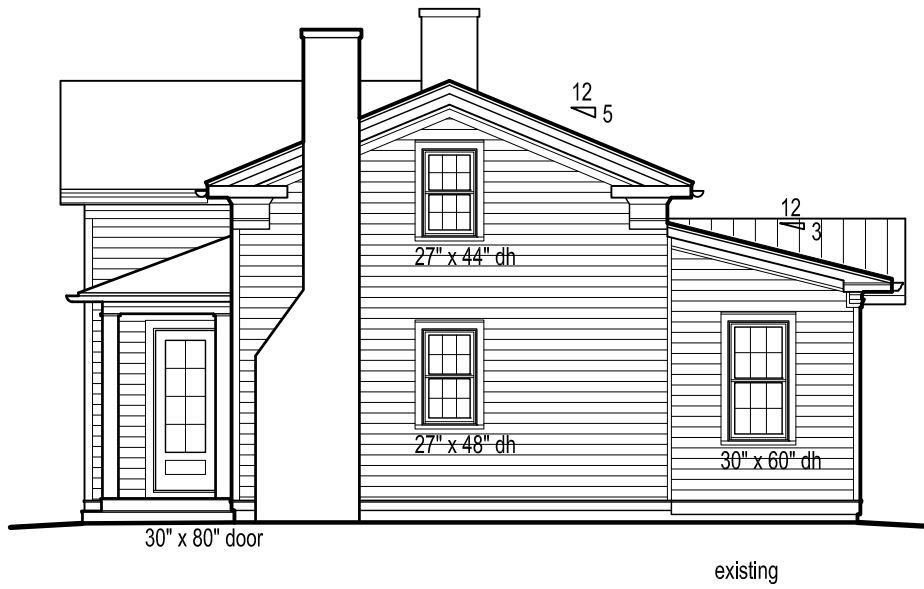 12
5
12
3
27" x 44" dh
27" x 48" dh
30" x 60" dh
30" x 80" door
existing